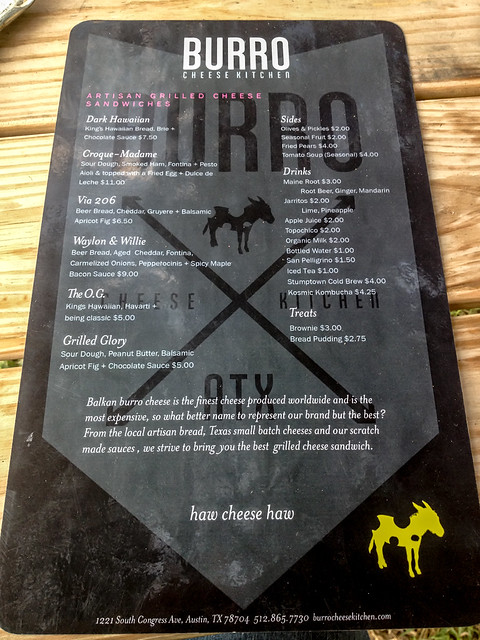 BURRO
CHEESE KITCHEN
ARTISAN GRILLED CHEESE
SANDWICHES
Dark Hawaiian
King's Hawaiian Bread, Brie +
Chocolate Sauce $7.50
Croque-Madame
Sour Dough, Smoked Ham, Fontina + Pesto
Aioli & topped with a Fried Egg + Dulce de
Leche $11.00
Via 206
Beer Bread, Cheddar, Gruyere + Balsamic
Apricot Fig $6.50
Waylon & Willie
Beer Bread, Aged Cheddar, Fontina,
Carmelized Onions, Pepperocinis + Spicy Maple
Bacon Sauce $9.00
The O.G.
Kings Hawaiian, Havarti +
being classic $5.00
Grilled Glory
Sour Dough, Peanut Butter, Balsamic
Apricot Fig + Chocolate Sauce $5.00
Sides
Olives & Pickles $2.00
Seasonal Fruit $2.00
Fried Pears $4.00
Tomato Soup (Seasonal) $4.00
Drinks
Maine Root $3.00
Root Beer, Ginger, Mandarin
Jarritos $2.00
Lime, Pineapple
Apple Juice $2.00
Topochico $2.00
Organic Milk $2.00
Bottled Water $1.00
San Pelligrino $1.50
Iced Tea $1.00
Stumptown Cold Brew $4.00
Kosmic Kombucha $4.25
Treats
Brownie $3.00
Bread Pudding $2.75
BURRO
CHEESE KITCHEN
QTY
Balkan burro cheese is the finest cheese produced worldwide and is the
most expensive, so what better name to represent our brand but the best?
From the local artisan bread, Texas small batch cheeses and our scratch
made sauces , we strive to bring you the best grilled cheese sandwich.
haw cheese haw
1221 South Congress Ave, Austin, TX 78704 512.865.7730 burrocheesekitchen.com